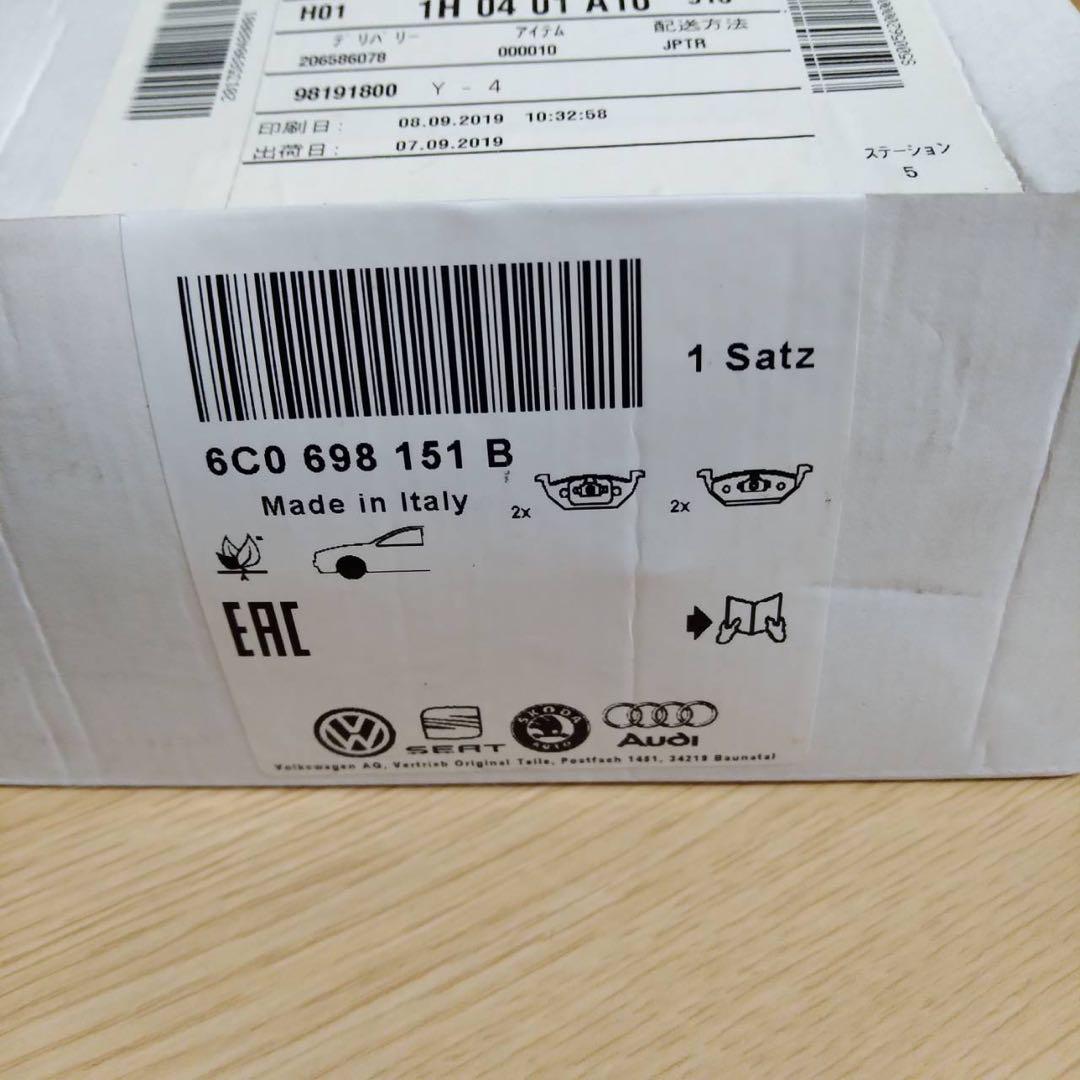 H01 1H 04 01 A10
デ リバ リー アイテム 配送方法
206586078 000010 JPTR
98191800 Y - 4
印刷日: 08.09.2019 10:32:58
出荷日: 07.09.2019
ステーション
5
1 Satz
6C0 698 151 B
Made in Italy
2x 2x
EAC
SEAT ŠKODA AUTO Audi
Volkswagen AG, Vertrieb Original Teile, Postfach 1451, 34219 Baunatal